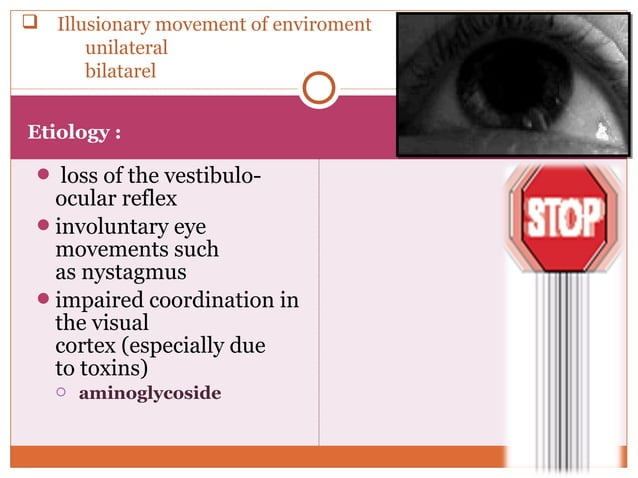 Illusionary movement of enviroment
unilateral
bilatarel
Etiology :
loss of the vestibulo-
ocular reflex
involuntary eye
movements such
as nystagmus
impaired coordination in
the visual
cortex (especially due
to toxins)
aminoglycoside
STOP